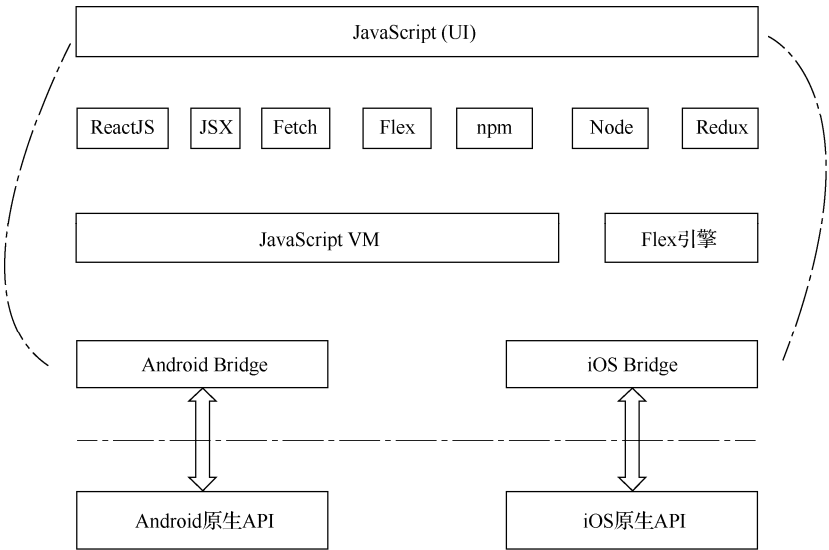 JavaScript (UI)
ReactJS
JSX
Fetch
Flex
npm
Node
Redux
JavaScript VM
Flex引擎
Android Bridge
iOS Bridge
Android原生API
iOS原生API